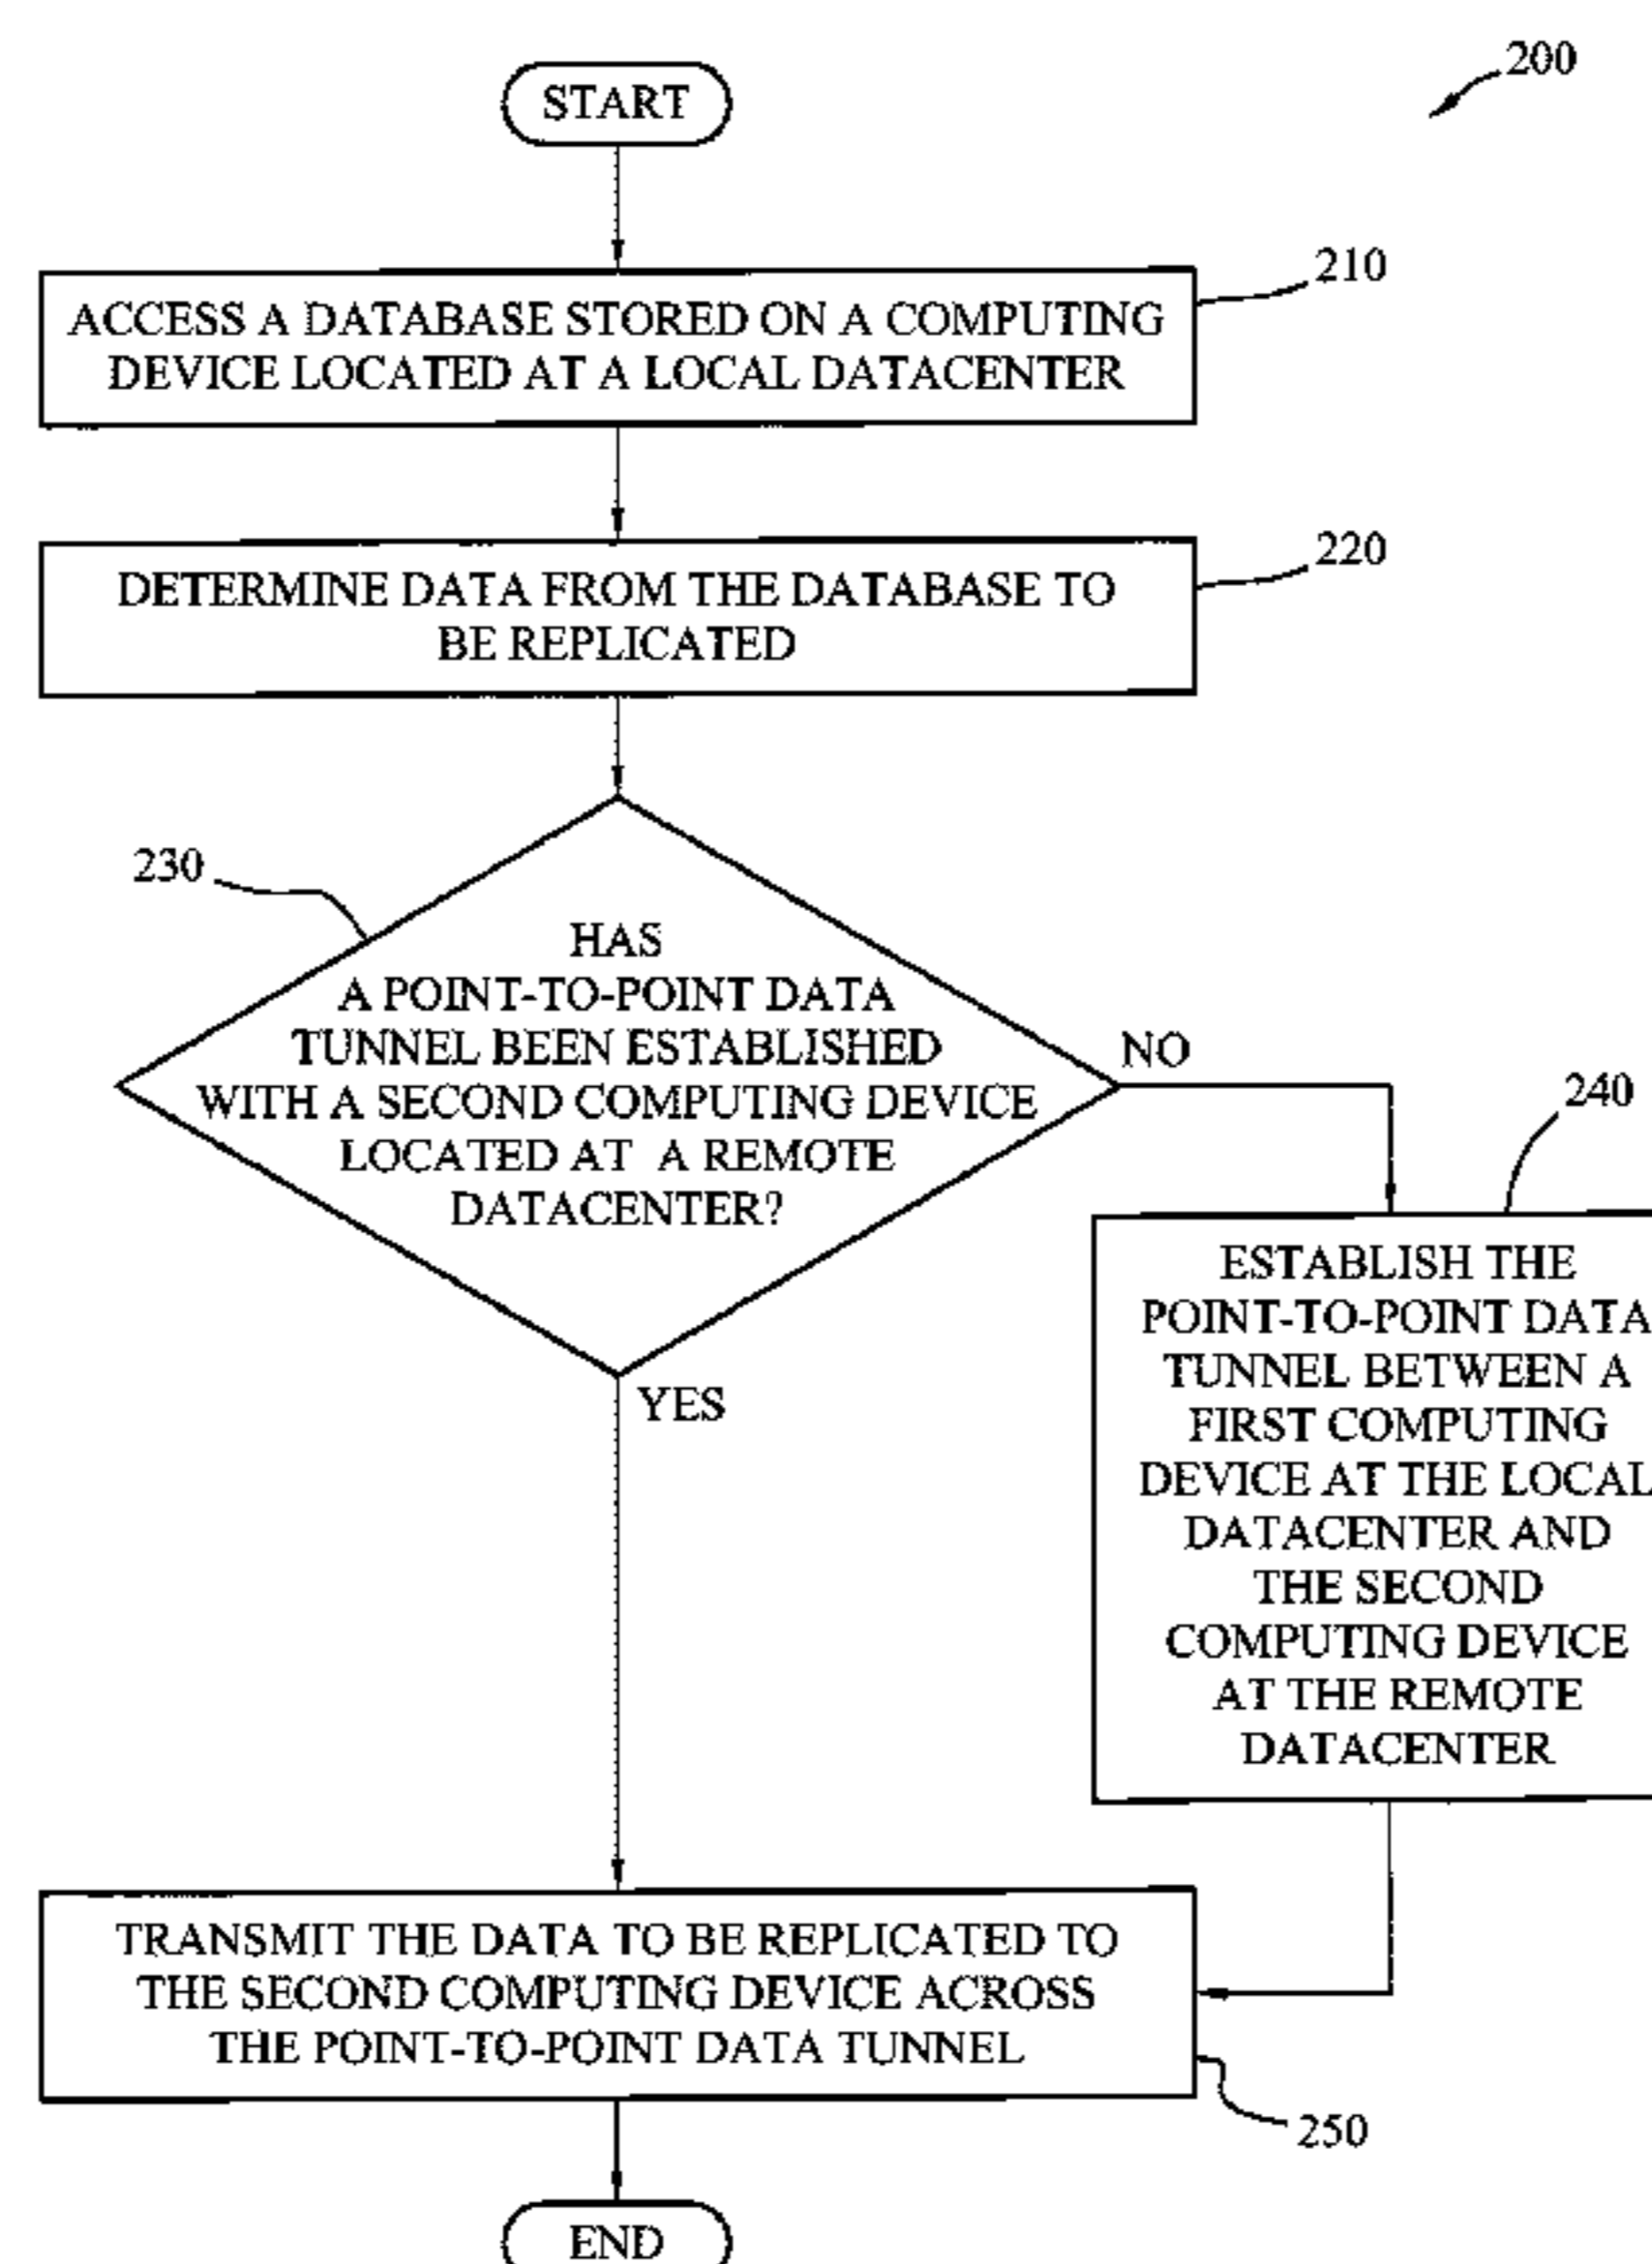 200
START
210
ACCESS A DATABASE STORED ON A COMPUTING
DEVICE LOCATED AT A LOCAL DATACENTER
220
DETERMINE DATA FROM THE DATABASE TO
BE REPLICATED
230
HAS
A POINT-TO-POINT DATA
TUNNEL BEEN ESTABLISHED
WITH A SECOND COMPUTING DEVICE
LOCATED AT A REMOTE
DATACENTER?
NO
YES
240
ESTABLISH THE
POINT-TO-POINT DATA
TUNNEL BETWEEN A
FIRST COMPUTING
DEVICE AT THE LOCAL
DATACENTER AND
THE SECOND
COMPUTING DEVICE
AT THE REMOTE
DATACENTER
TRANSMIT THE DATA TO BE REPLICATED TO
THE SECOND COMPUTING DEVICE ACROSS
THE POINT-TO-POINT DATA TUNNEL
250
END